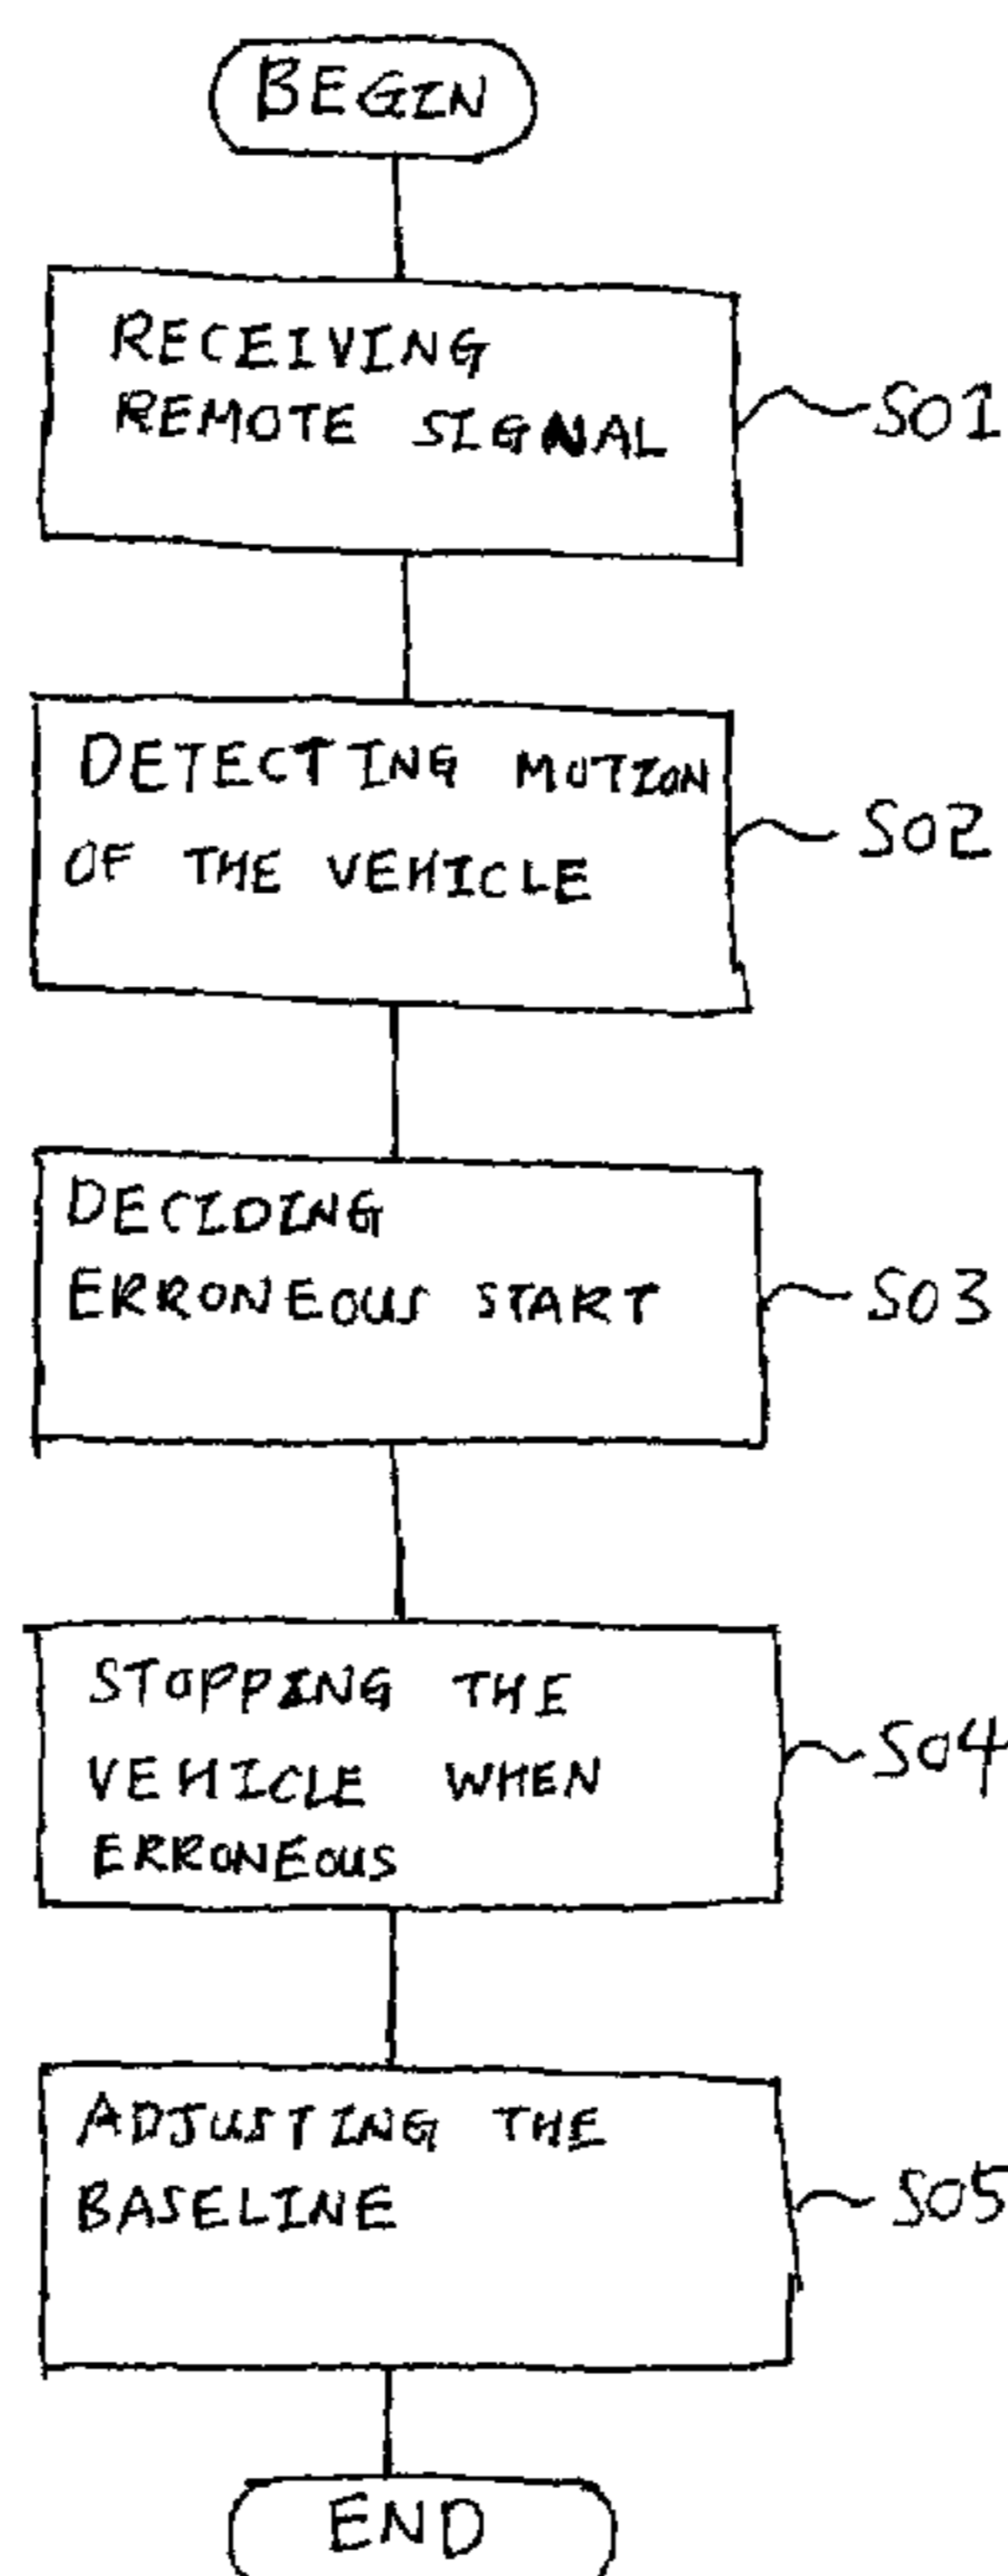 BEGIN
RECEIVING
REMOTE SIGNAL
S01
DETECTING MOTION
OF THE VEHICLE
S02
DECIDING
ERRONEOUS START
S03
STOPPING THE
VEHICLE WHEN
ERRONEOUS
S04
ADJUSTING THE
BASELINE
S05
END